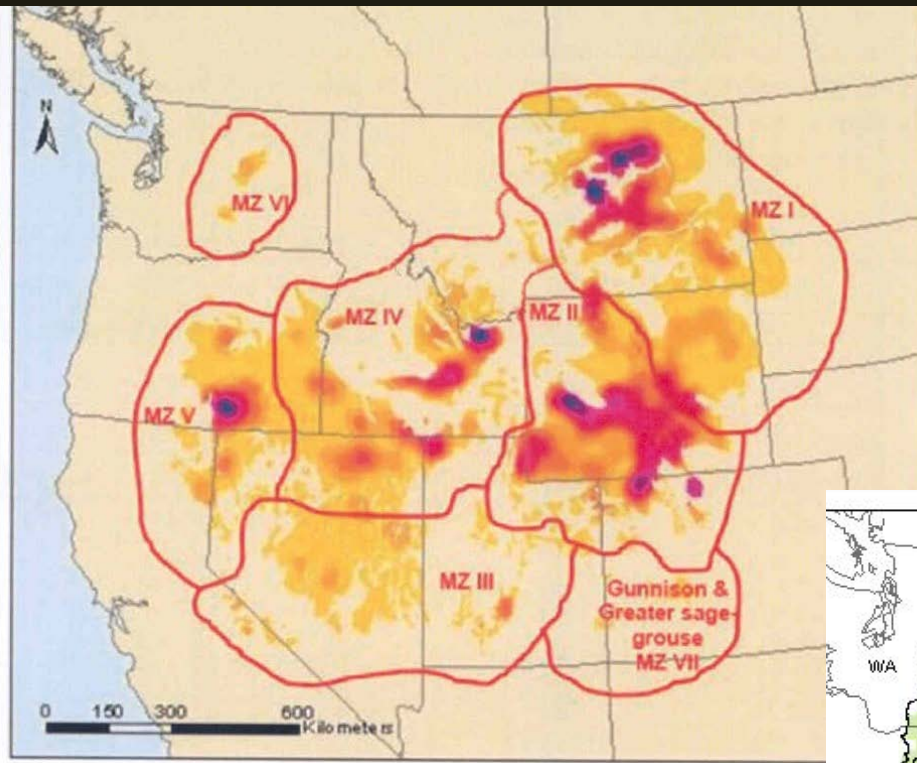 N
MZ VI
MZ I
MZ IV
MZ II
MZ V
MZ III
Gunnison &
Greater sage-
grouse
MZ VII
0 150 300 600
Kilometers
WA